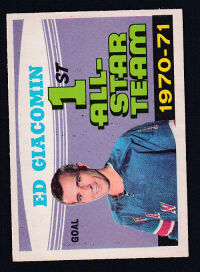 ED GIACOMIN
1ST
ALL-
STAR
TEAM
1970-71
GOAL